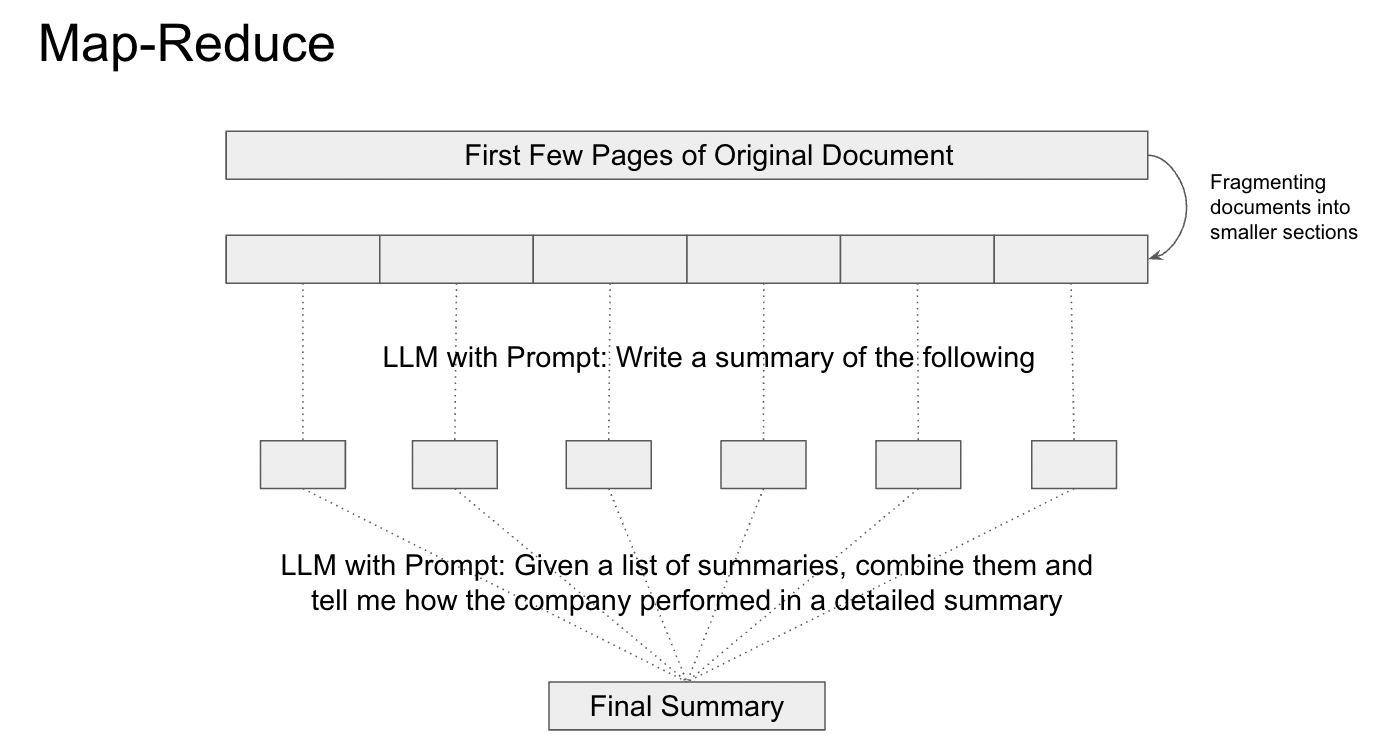 Map-Reduce
First Few Pages of Original Document
Fragmenting
documents into
smaller sections
LLM with Prompt: Write a summary of the following
LLM with Prompt: Given a list of summaries, combine them and
tell me how the company performed in a detailed summary
Final Summary